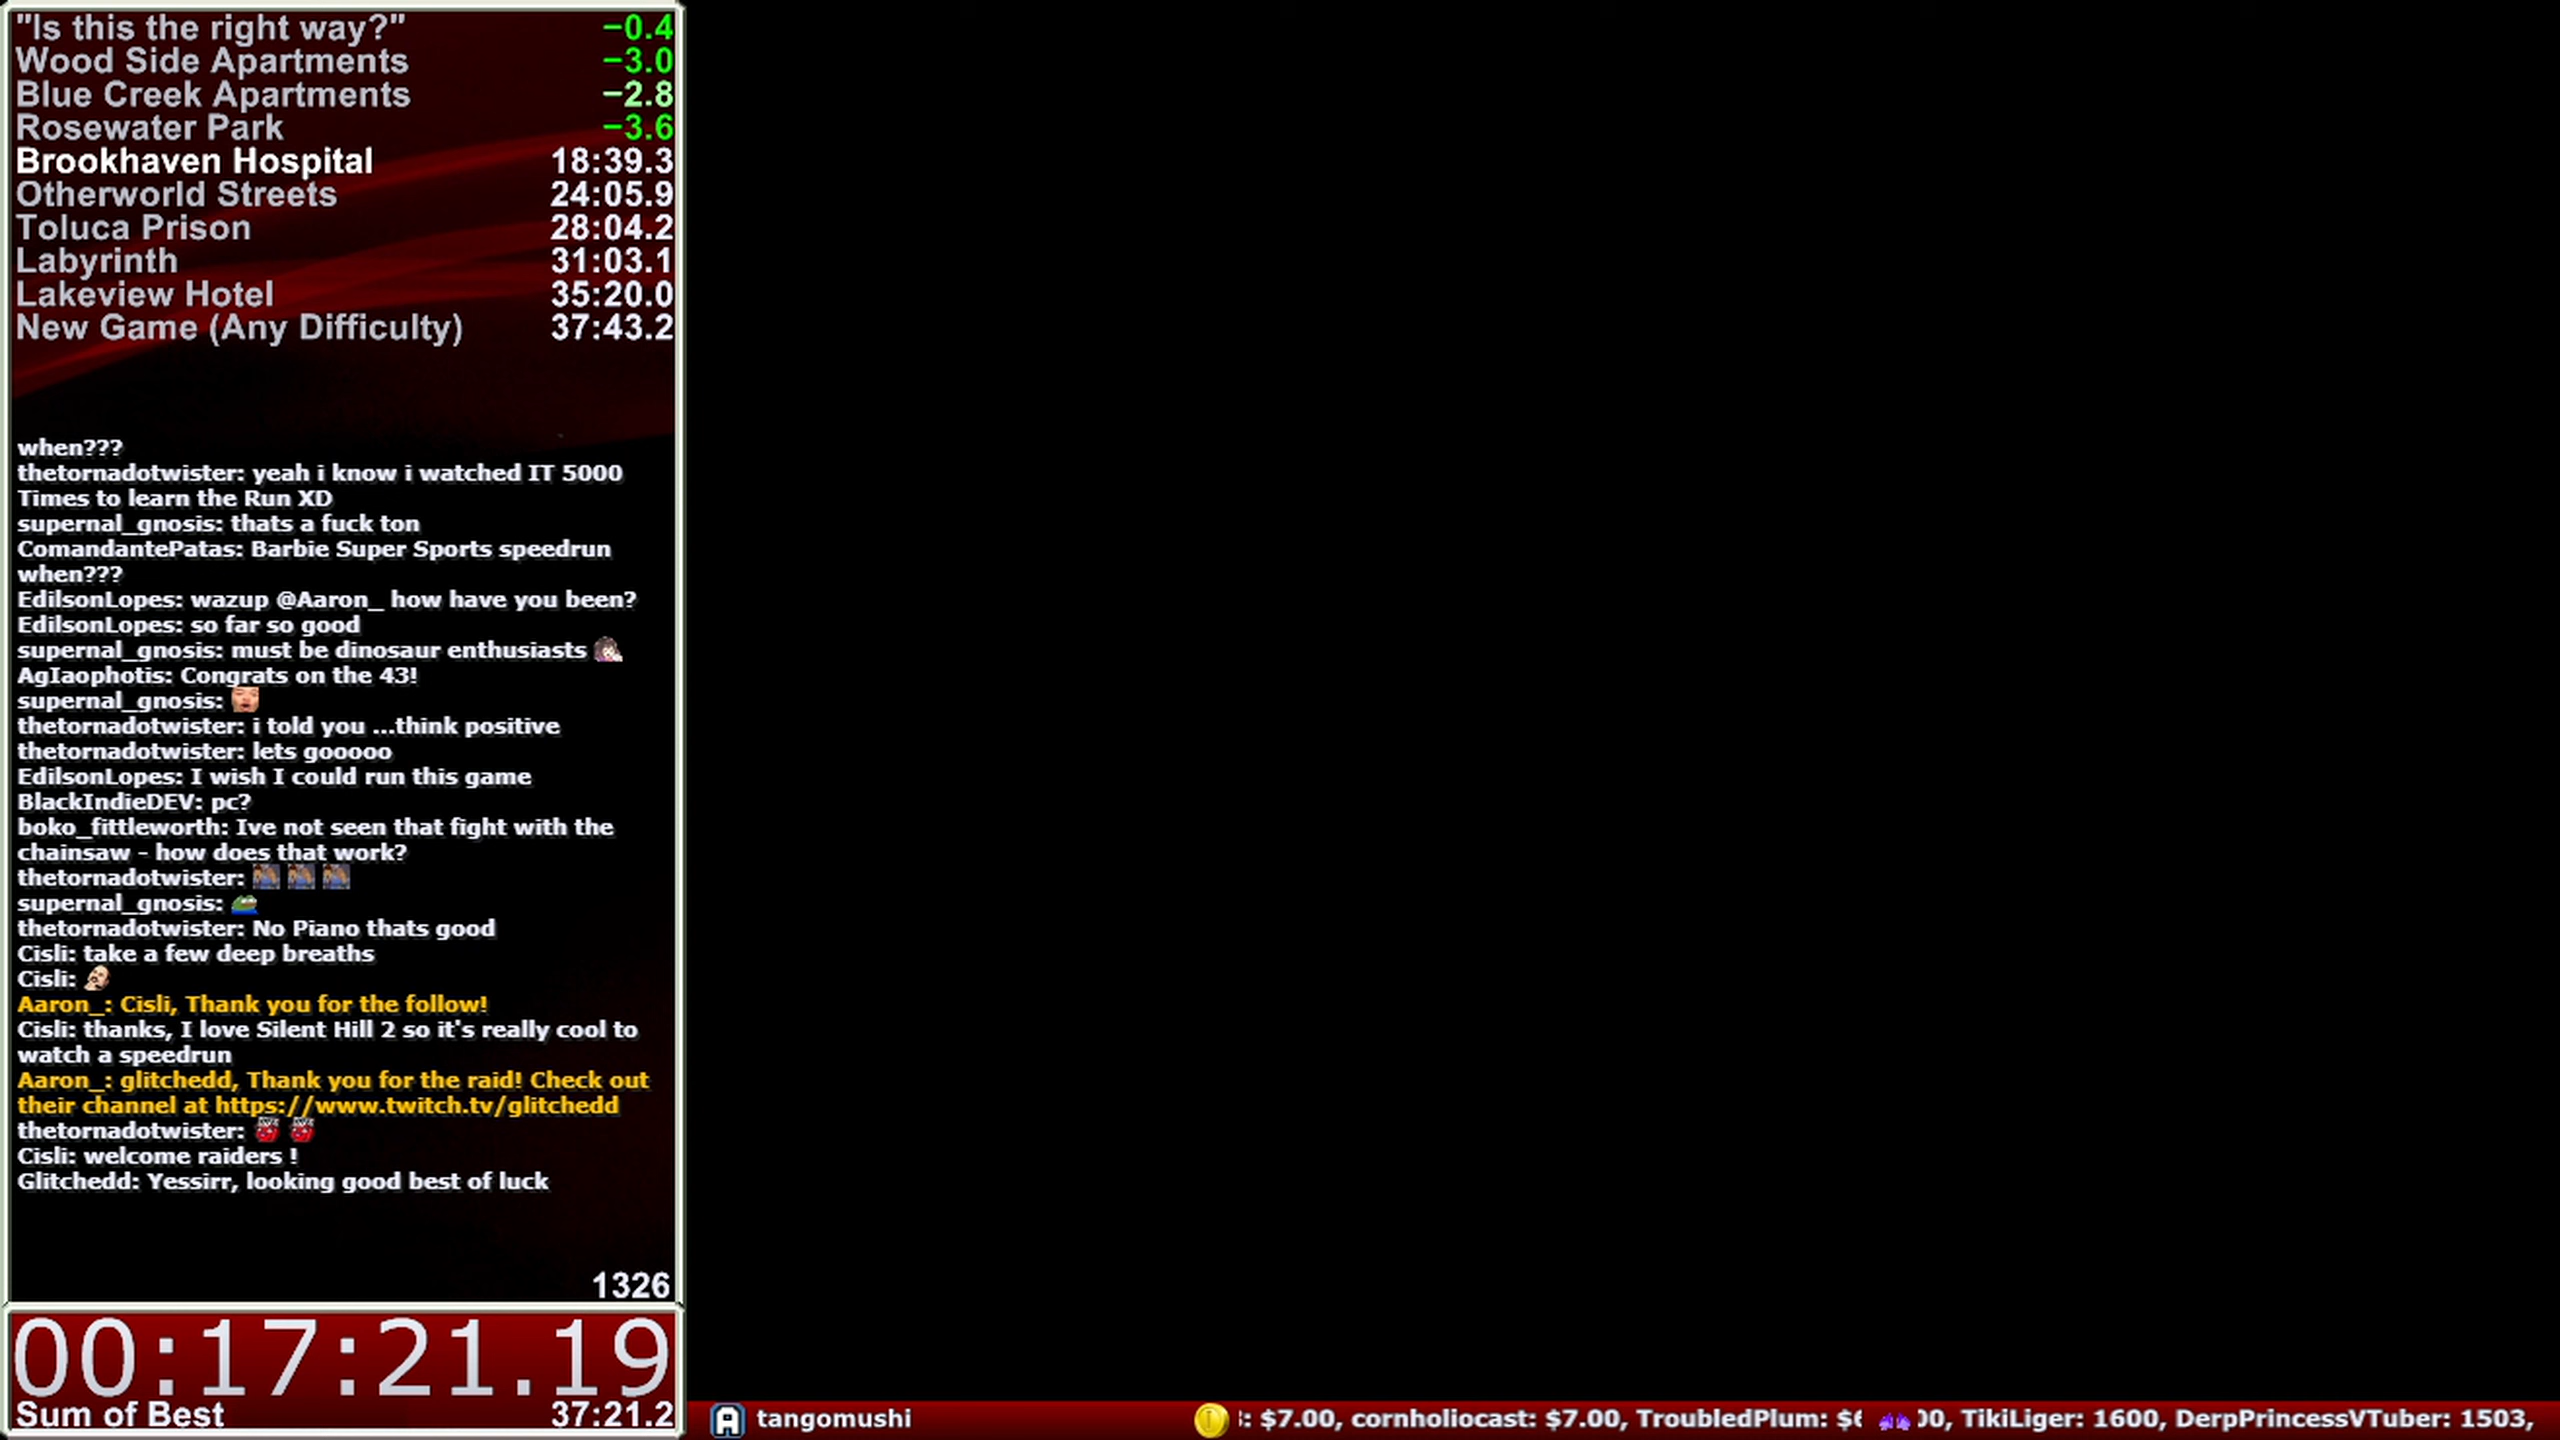 "Is this the right way?" −0.4
Wood Side Apartments −3.0
Blue Creek Apartments −2.8
Rosewater Park −3.6
Brookhaven Hospital 18:39.3
Otherworld Streets 24:05.9
Toluca Prison 28:04.2
Labyrinth 31:03.1
Lakeview Hotel 35:20.0
New Game (Any Difficulty) 37:43.2
when???
thetornadotwister: yeah i know i watched IT 5000
Times to learn the Run XD
supernal_gnosis: thats a fuck ton
ComandantePatas: Barbie Super Sports speedrun
when???
EdilsonLopes: wazup @Aaron_ how have you been?
EdilsonLopes: so far so good
supernal_gnosis: must be dinosaur enthusiasts
AgIaophotis: Congrats on the 43!
supernal_gnosis:
thetornadotwister: i told you ...think positive
thetornadotwister: lets gooooo
EdilsonLopes: I wish I could run this game
BlackIndieDEV: pc?
boko_fittleworth: Ive not seen that fight with the
chainsaw - how does that work?
thetornadotwister:
supernal_gnosis:
thetornadotwister: No Piano thats good
Cisli: take a few deep breaths
Cisli:
Aaron_: Cisli, Thank you for the follow!
Cisli: thanks, I love Silent Hill 2 so it's really cool to
watch a speedrun
Aaron_: glitchedd, Thank you for the raid! Check out
their channel at https://www.twitch.tv/glitchedd
thetornadotwister:
Cisli: welcome raiders !
Glitchedd: Yessirr, looking good best of luck
1326
00:17:21.19
Sum of Best 37:21.2
A tangomushi : $7.00, cornholiocast: $7.00, TroubledPlum: 00, TikiLiger: 1600, DerpPrincessVTuber: 1503,